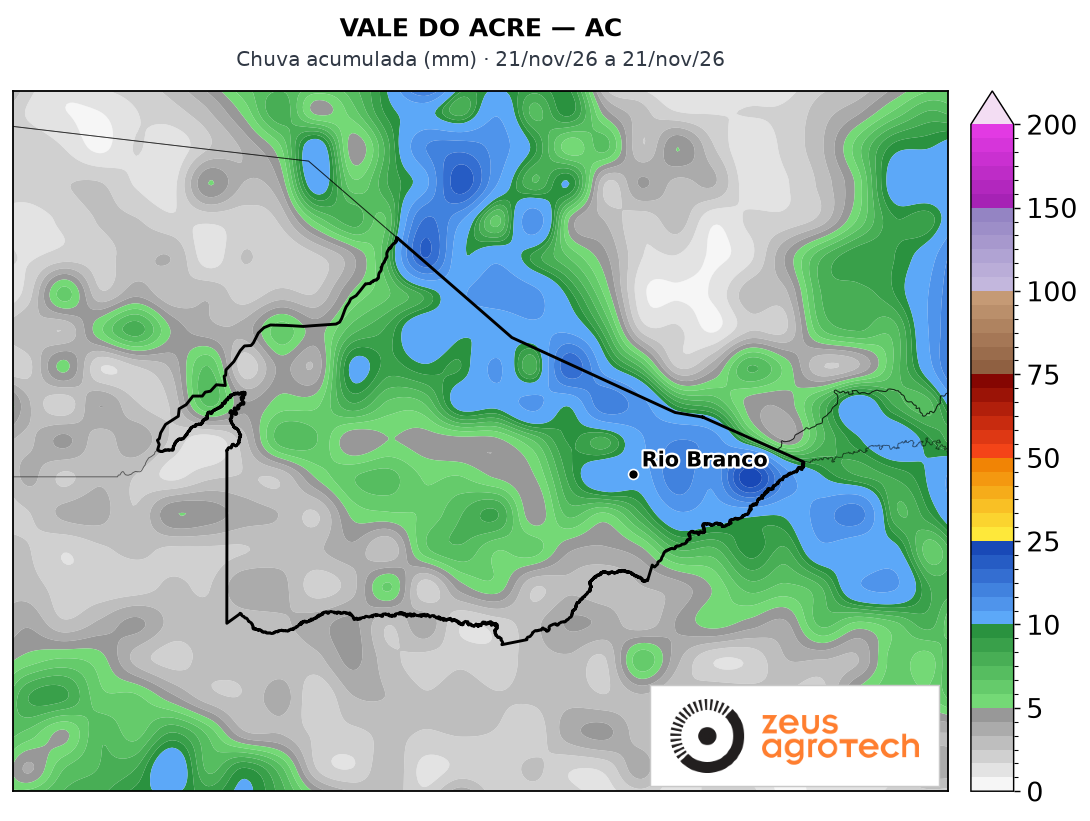 VALE DO ACRE — AC
Chuva acumulada (mm) · 21/nov/26 a 21/nov/26
200
150
100
75
50
25
10
5
0
Rio Branco
zeus
agrotech